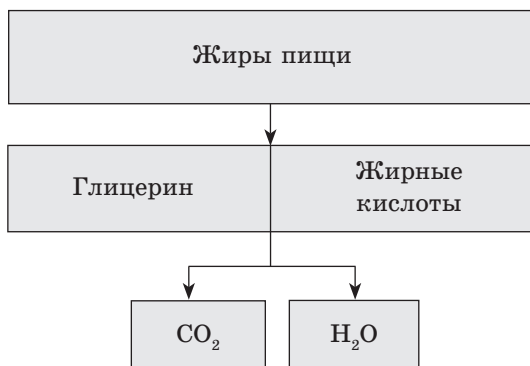 Жиры пищи
Глицерин
Жирные
кислоты
CO₂
H₂O